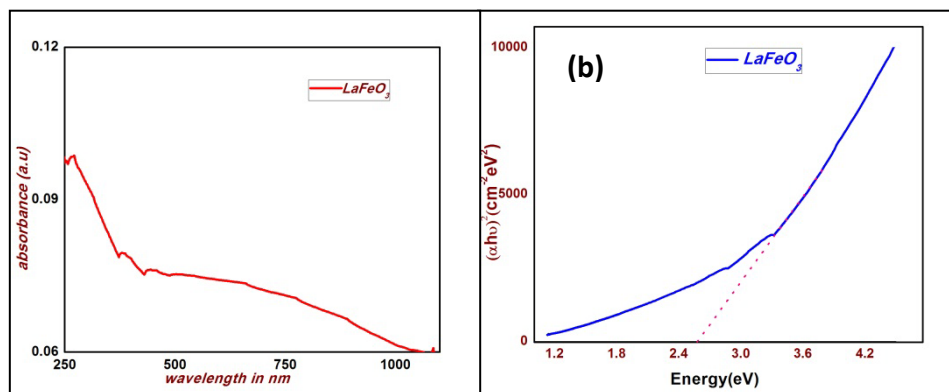 0.12
0.09
0.06
absorbance (a.u)
LaFeO₃
250
500
750
1000
wavelength in nm
(b)
LaFeO₃
10000
5000
0
(αhυ)² (cm⁻²eV²)
1.2
1.8
2.4
3.0
3.6
4.2
Energy(eV)